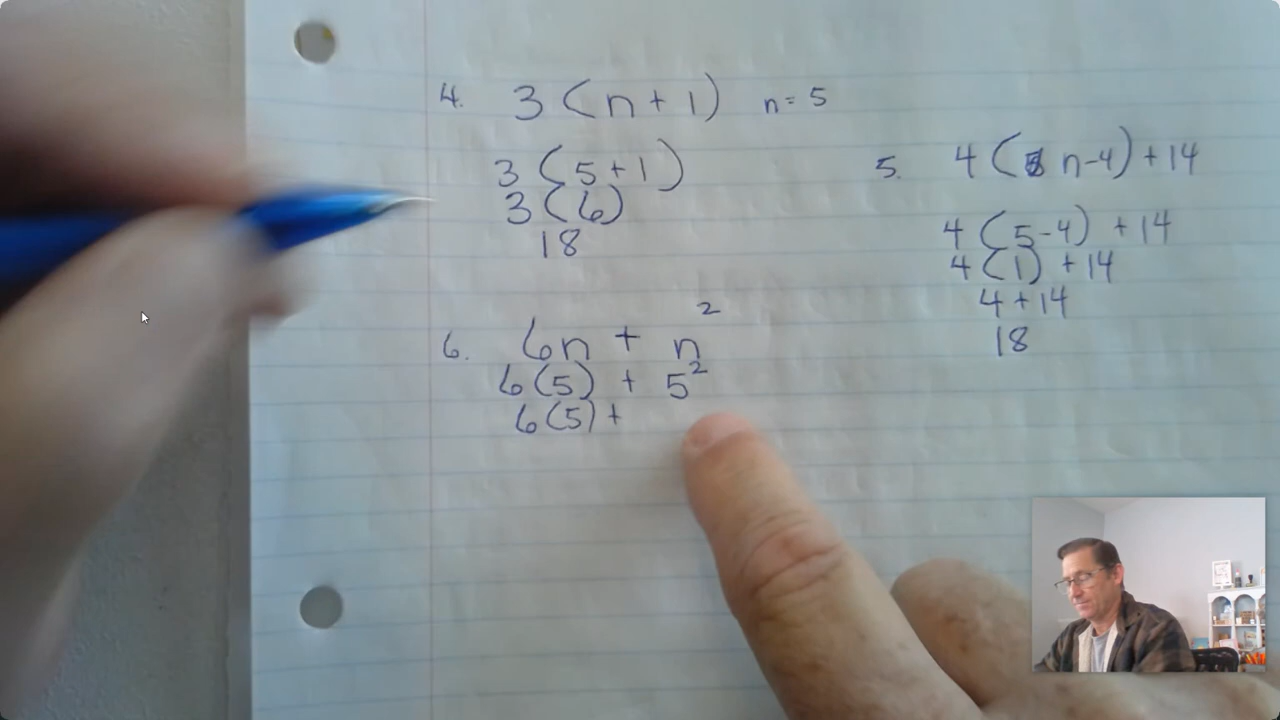 4. 3 (n + 1) n = 5
3 (5 + 1)
3 (6)
18
5. 4 ( n - 4) + 14
4 (5 - 4) + 14
4 (1) + 14
4 + 14
18
6. 6n + n²
6(5) + 5²
6(5) +